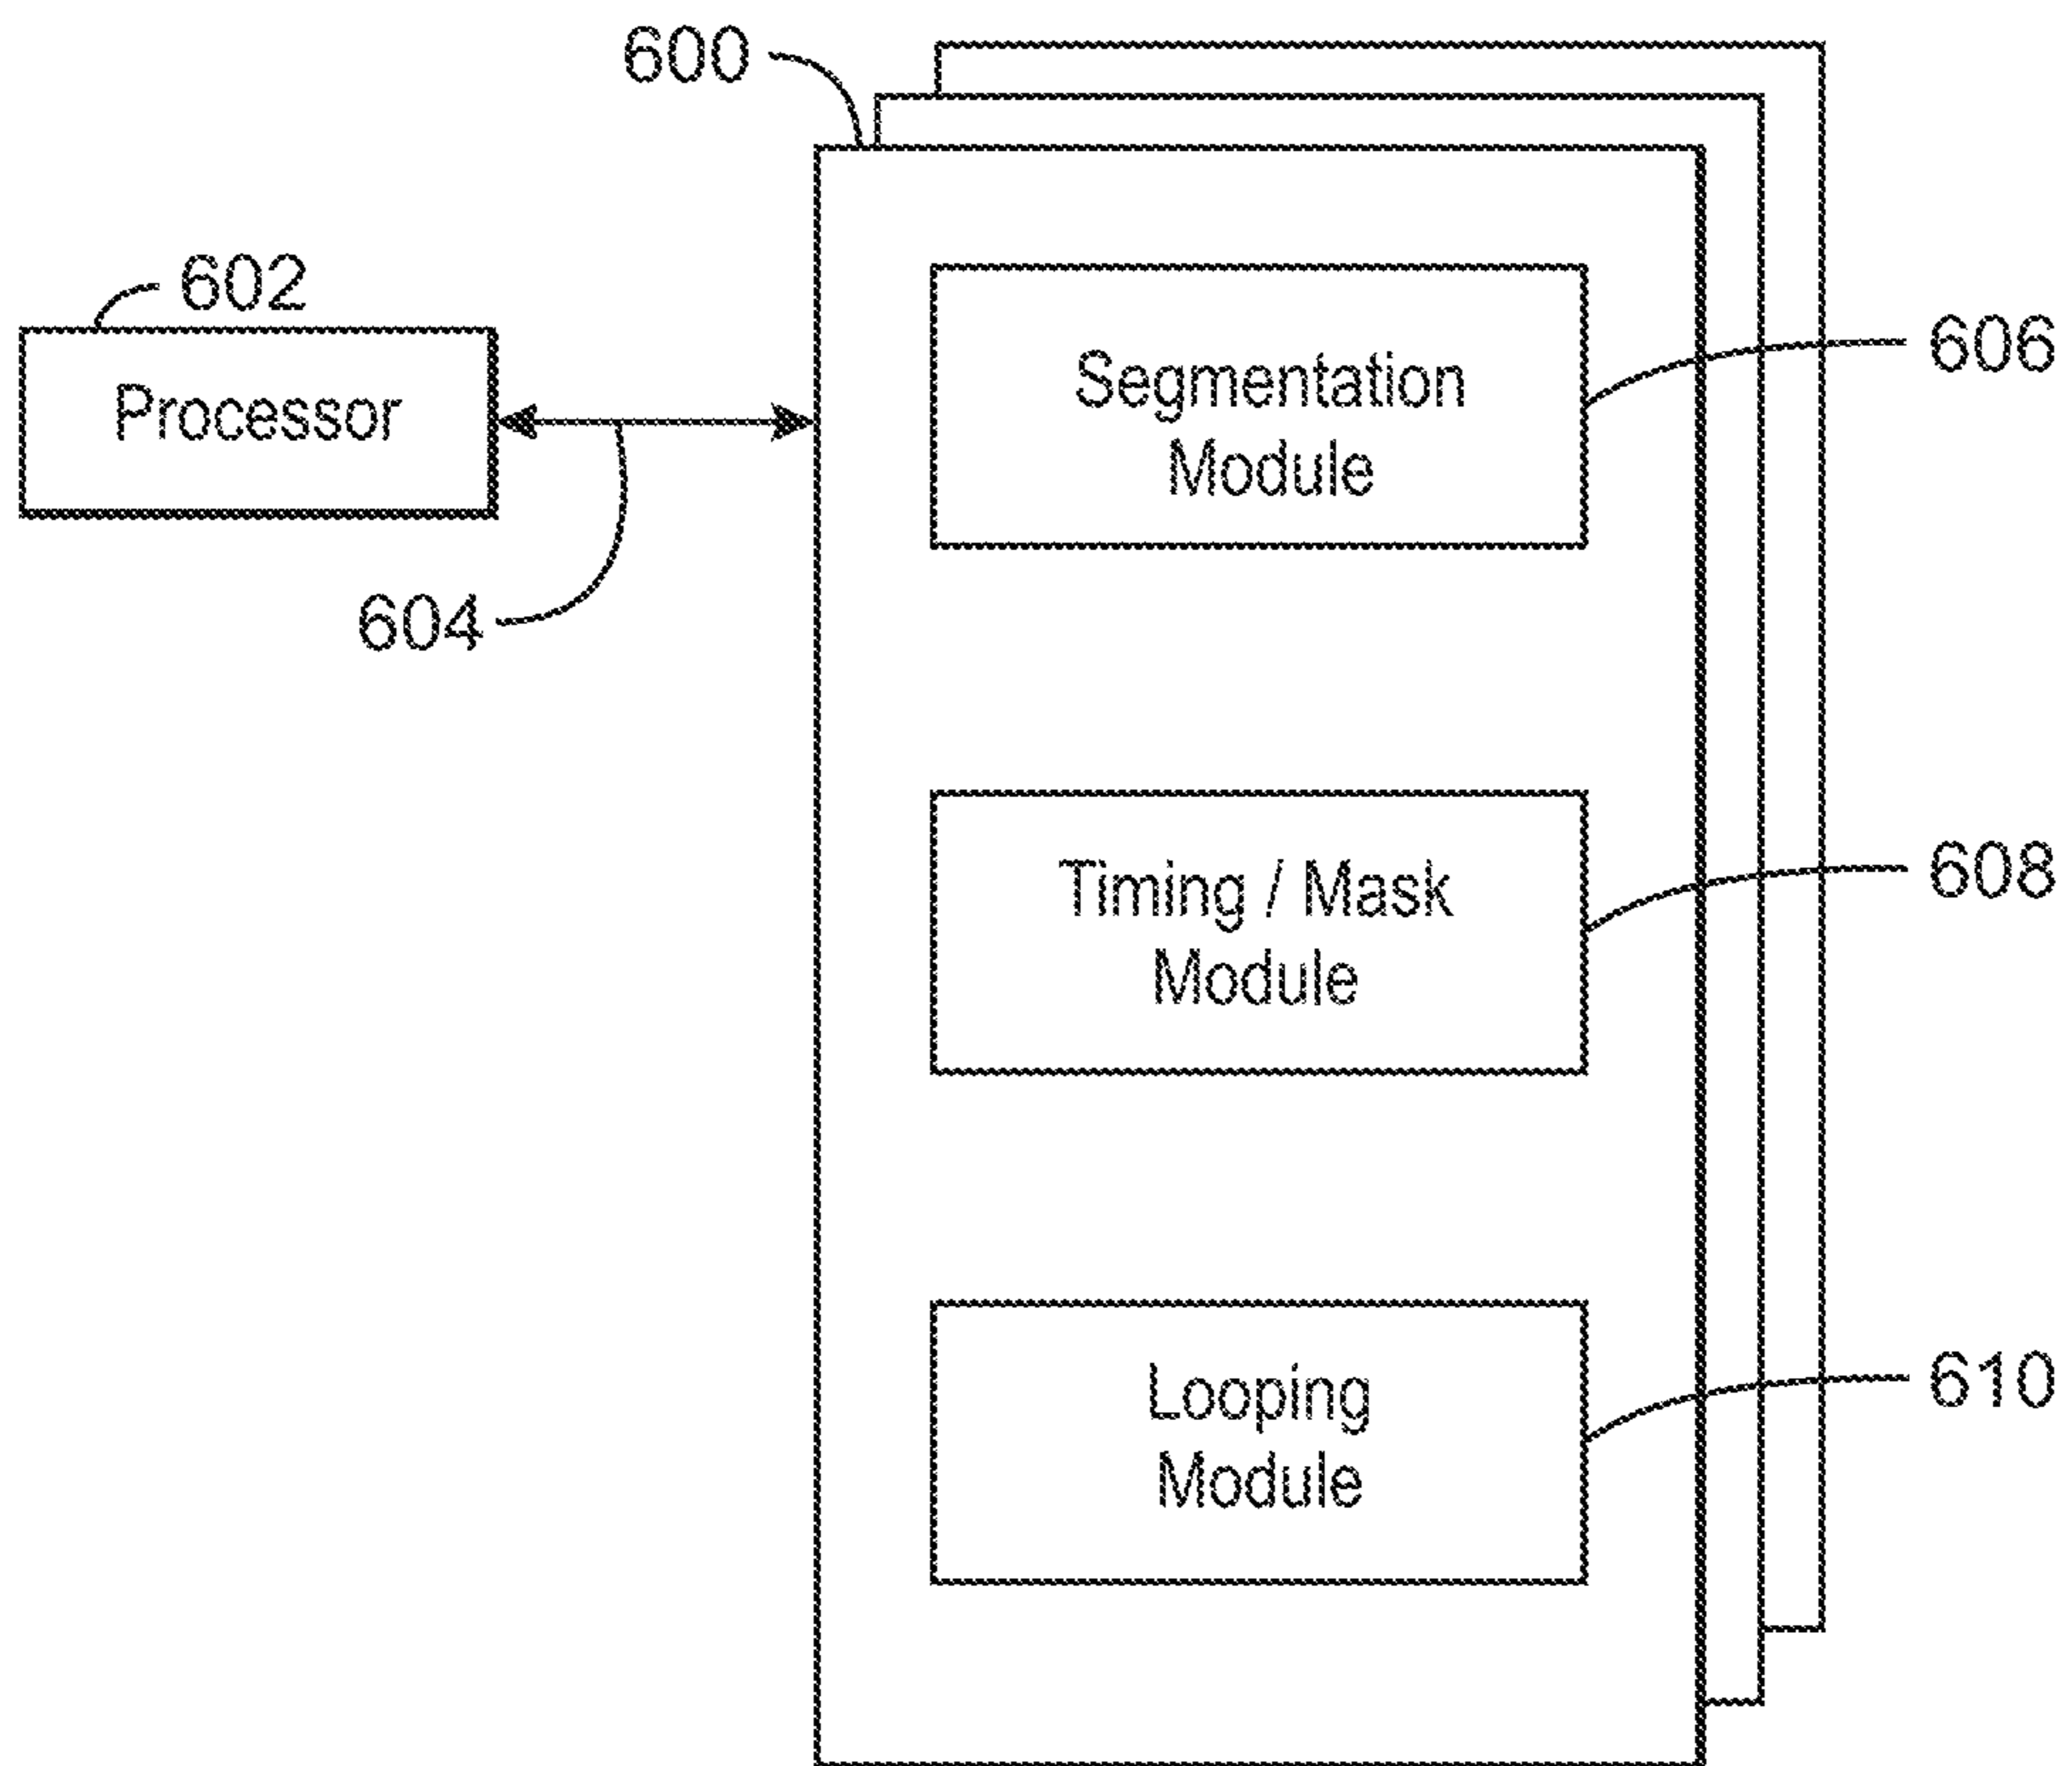 600
602
Processor
604
Segmentation
Module
606
Timing / Mask
Module
608
Looping
Module
610